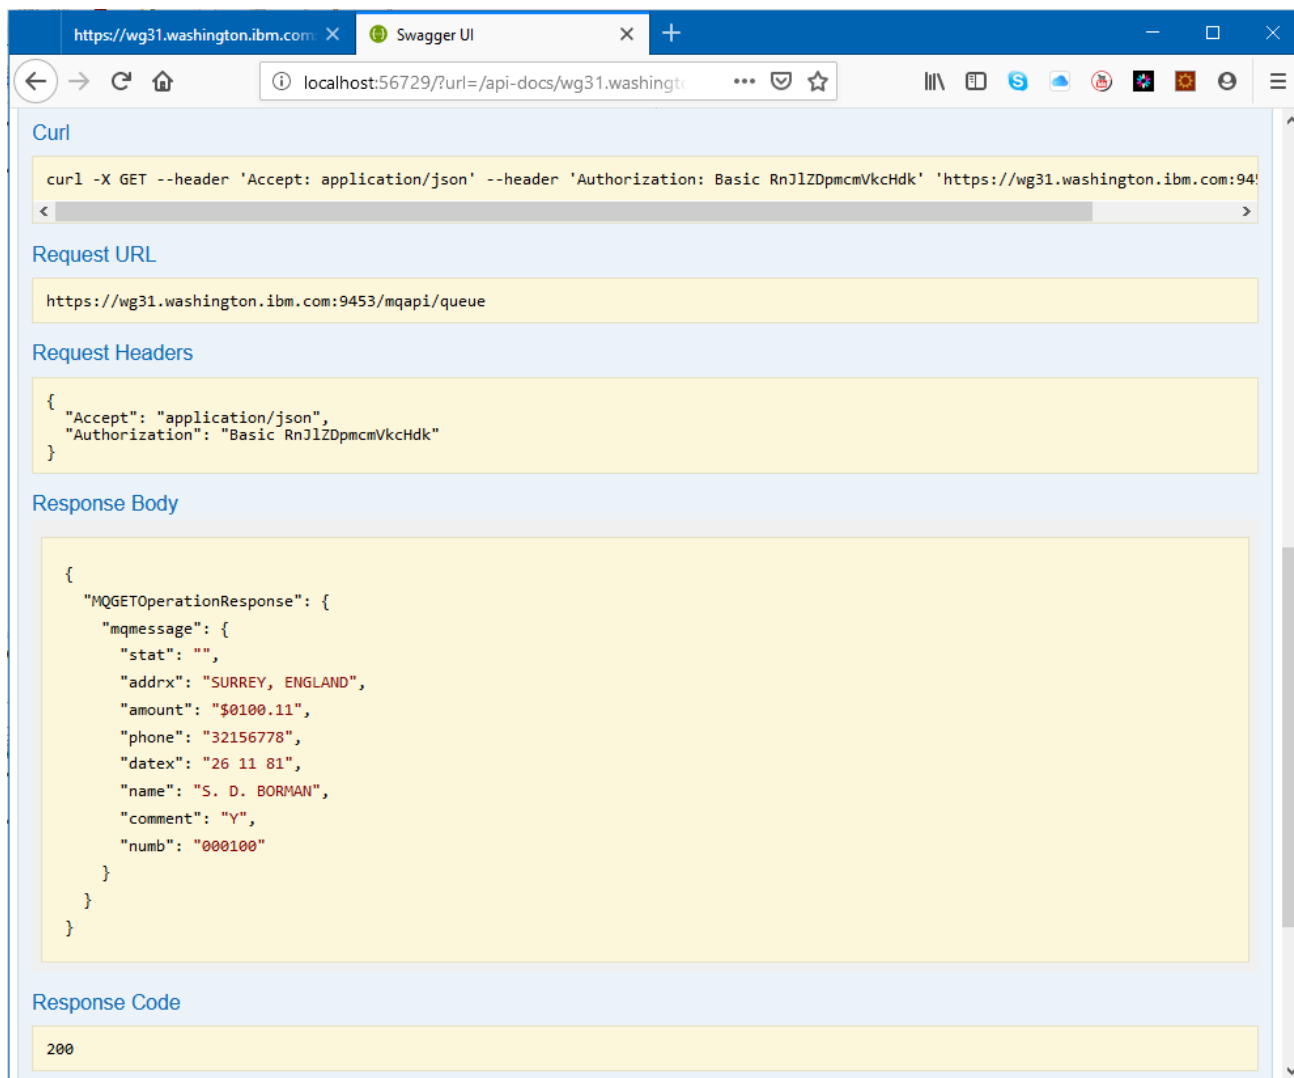 https://wg31.washington.ibm.com:
Swagger UI
localhost:56729/?url=/api-docs/wg31.washingto
Curl
curl -X GET --header 'Accept: application/json' --header 'Authorization: Basic RnJlZDpmcmVkcHdk' 'https://wg31.washington.ibm.com:945
Request URL
https://wg31.washington.ibm.com:9453/mqapi/queue
Request Headers
{
"Accept": "application/json",
"Authorization": "Basic RnJlZDpmcmVkcHdk"
}
Response Body
{
"MQGETOperationResponse": {
"mqmessage": {
"stat": "",
"addrx": "SURREY, ENGLAND",
"amount": "$0100.11",
"phone": "32156778",
"datex": "26 11 81",
"name": "S. D. BORMAN",
"comment": "Y",
"numb": "000100"
}
}
}
Response Code
200